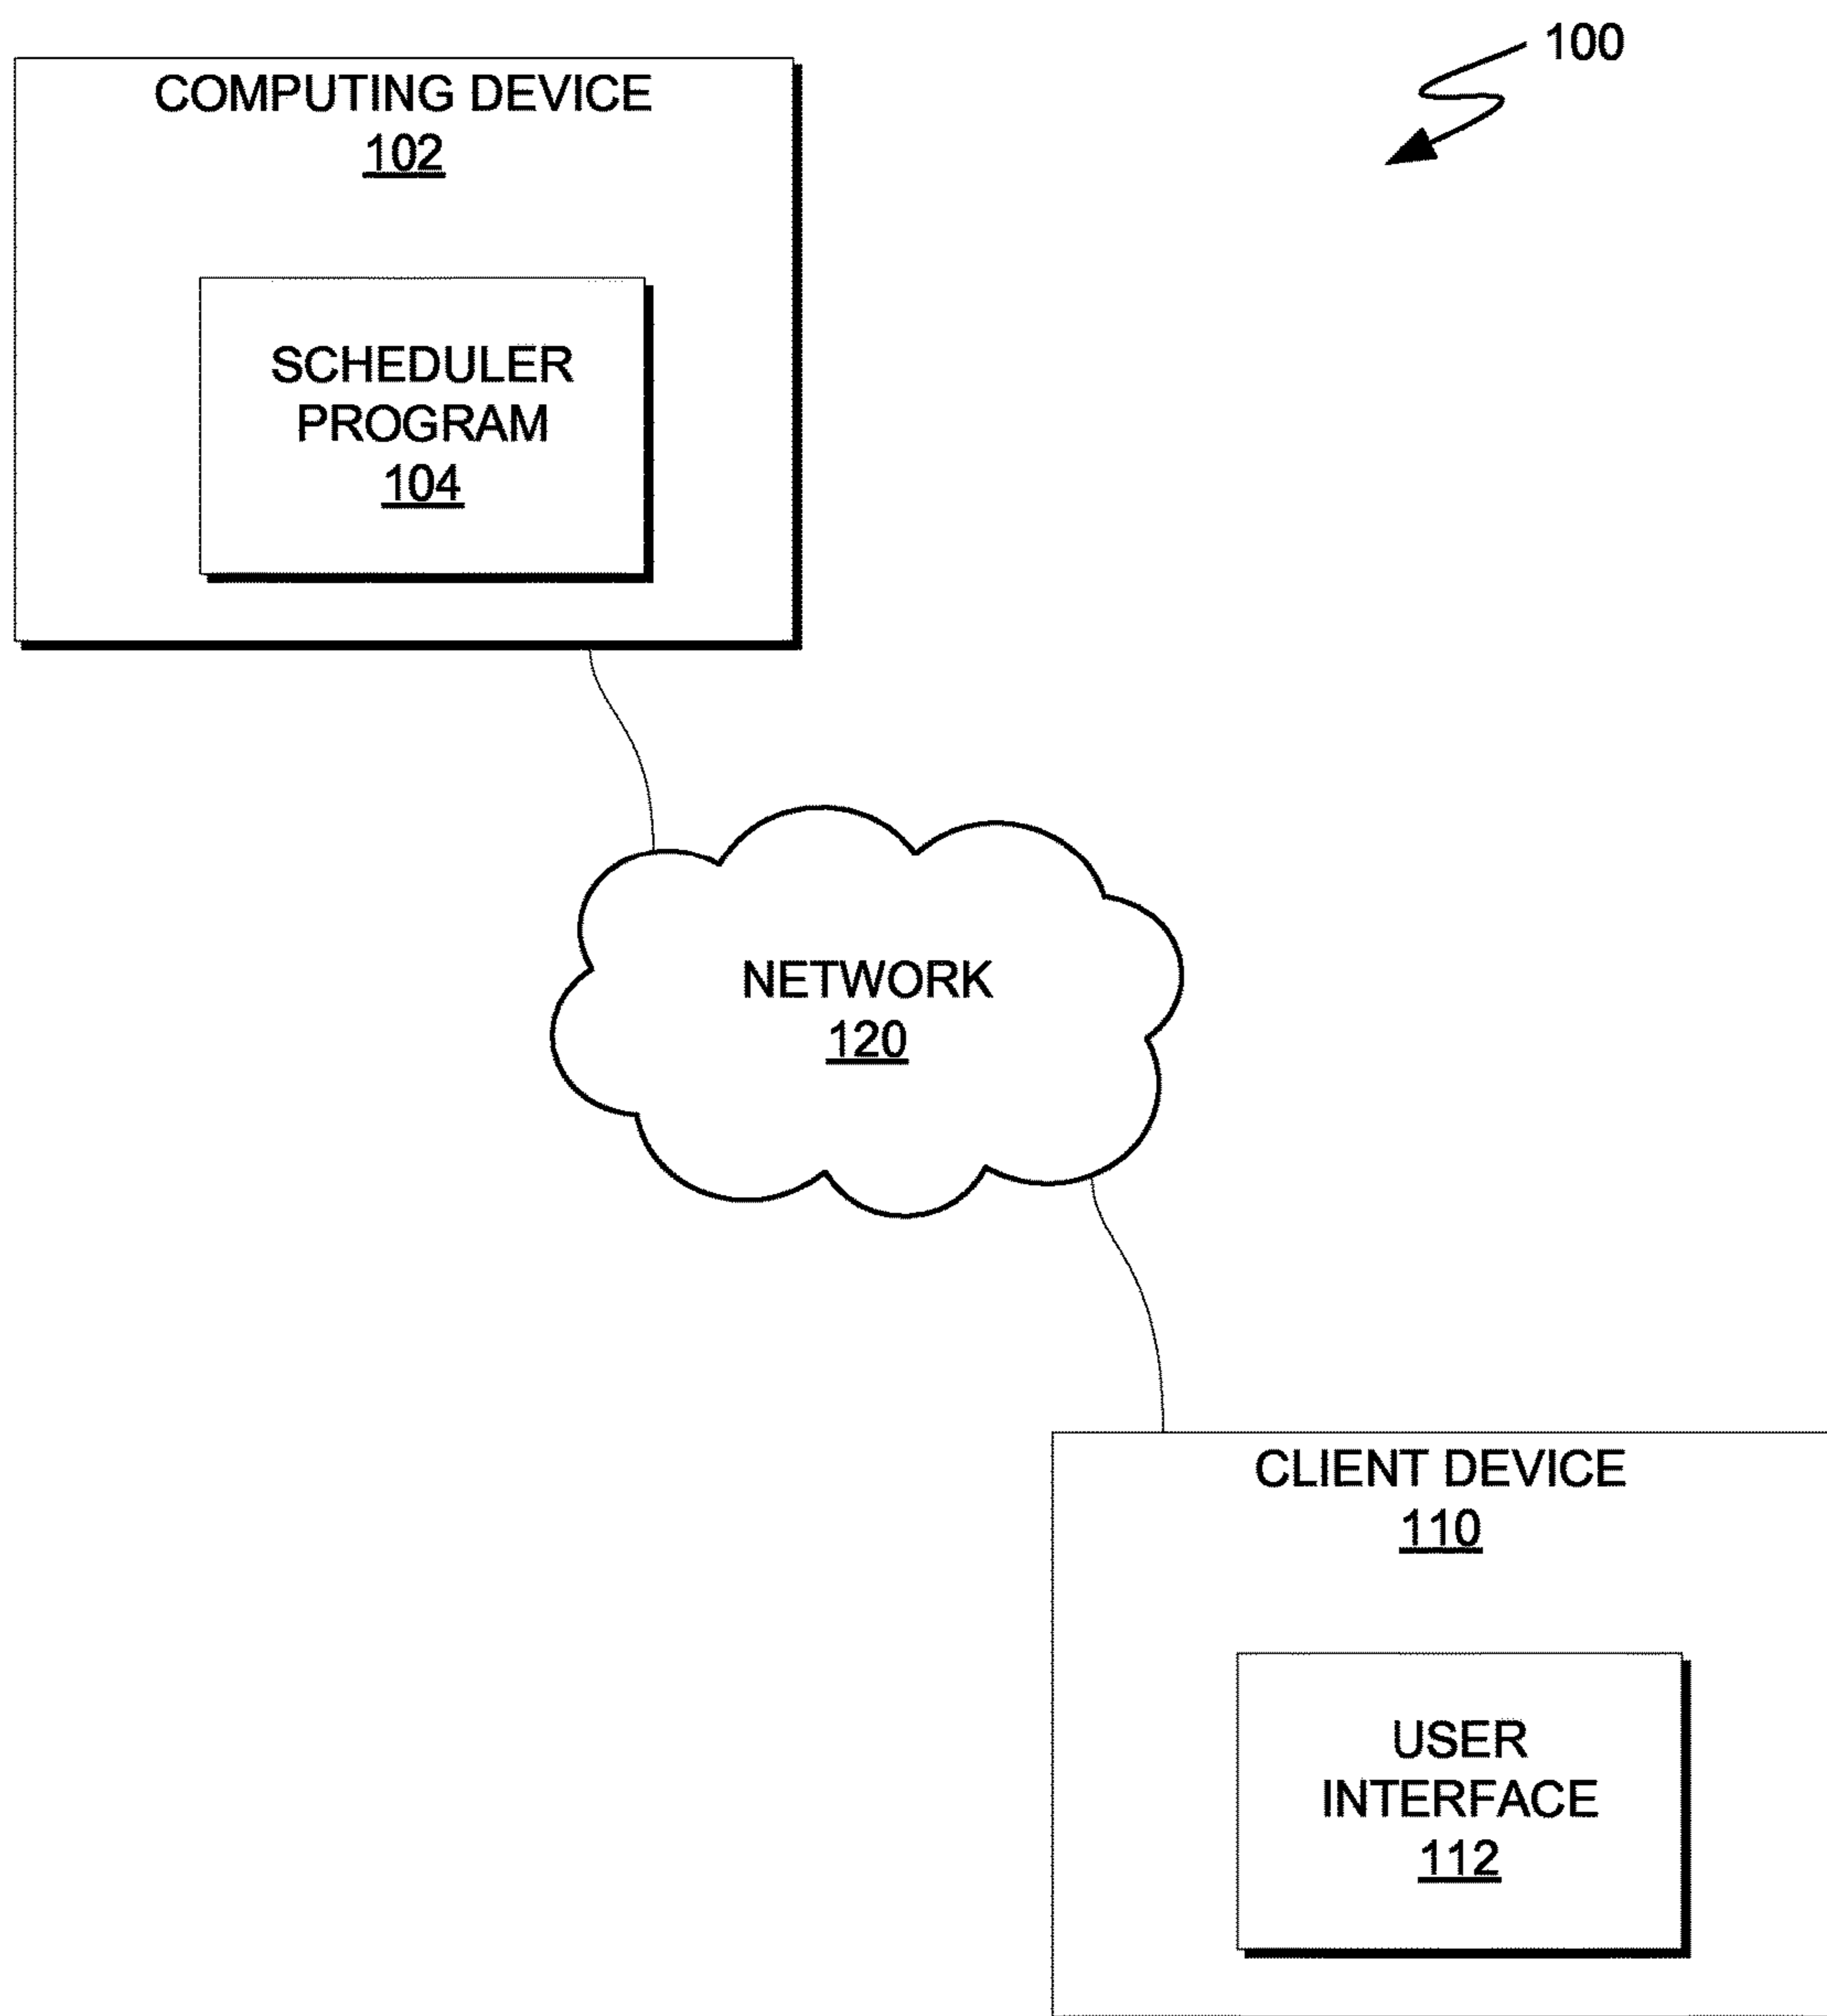 100
COMPUTING DEVICE
102
SCHEDULER
PROGRAM
104
NETWORK
120
CLIENT DEVICE
110
USER
INTERFACE
112